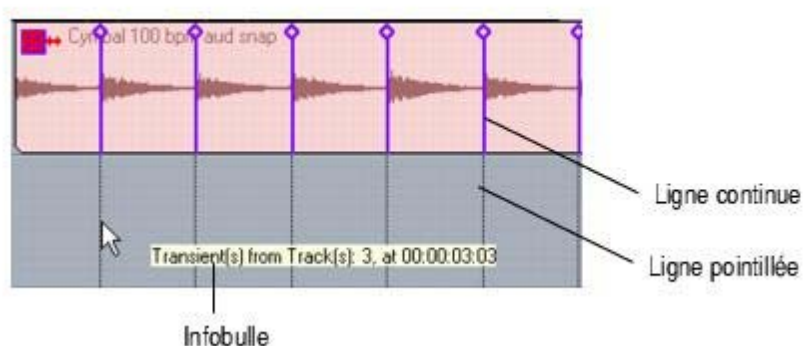 Cymbal 100 bpm aud snap
Ligne continue
Transient(s) from Track(s): 3, at 00:00:03:03
Ligne pointillée
Infobulle